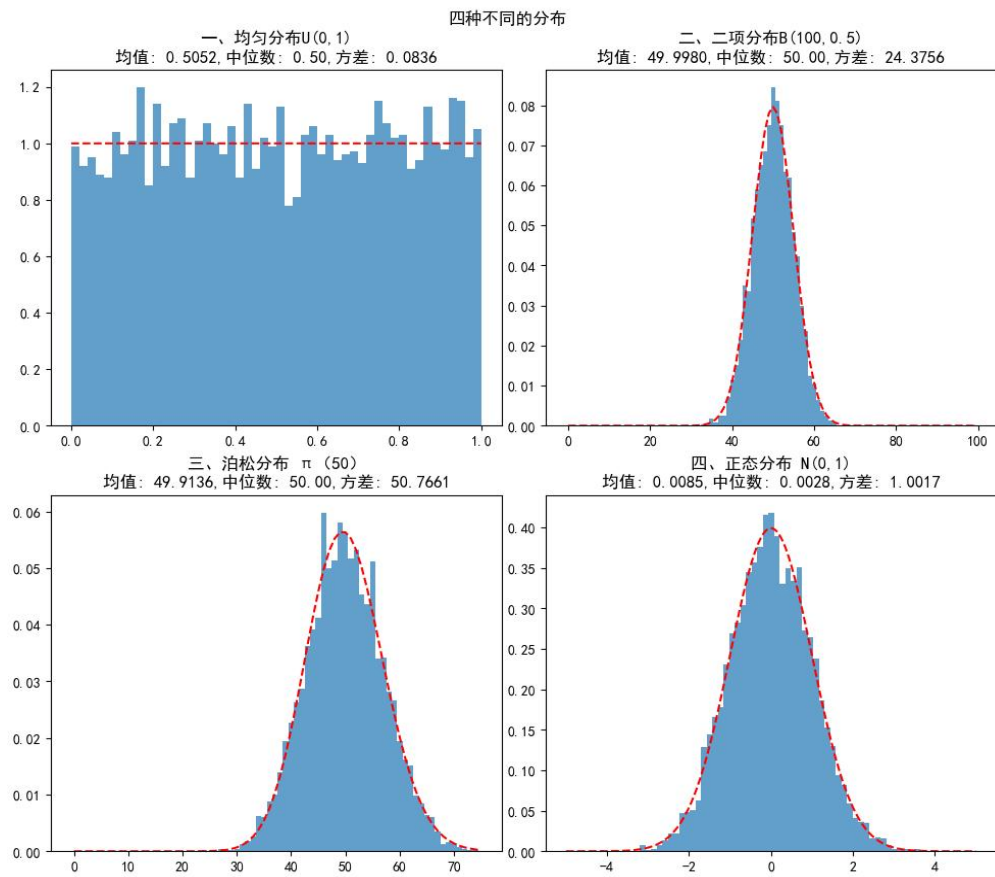 四种不同的分布
一、均匀分布U(0,1)
均值: 0.5052,中位数: 0.50,方差: 0.0836
1.2
1.0
0.8
0.6
0.4
0.2
0.0
0.0 0.2 0.4 0.6 0.8 1.0
二、二项分布B(100,0.5)
均值: 49.9980,中位数: 50.00,方差: 24.3756
0.08
0.07
0.06
0.05
0.04
0.03
0.02
0.01
0.00
0 20 40 60 80 100
三、泊松分布 π (50)
均值: 49.9136,中位数: 50.00,方差: 50.7661
0.06
0.05
0.04
0.03
0.02
0.01
0.00
0 10 20 30 40 50 60 70
四、正态分布 N(0,1)
均值: 0.0085,中位数: 0.0028,方差: 1.0017
0.40
0.35
0.30
0.25
0.20
0.15
0.10
0.05
0.00
-4 -2 0 2 4